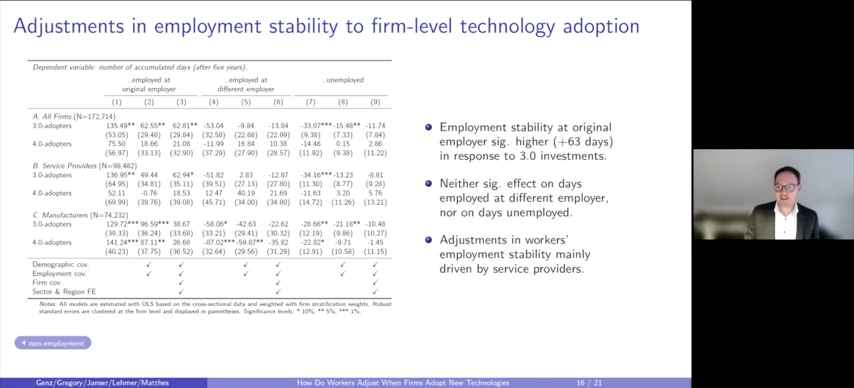 Adjustments in employment stability to firm-level technology adoption
Dependent variable: number of accumulated days (after five years)..
..employed at ..employed at ..unemployed
original employer different employer
(1) (2) (3) (4) (5) (6) (7) (8) (9)
A. All Firms (N=172,714)
3.0-adopters 135.49** 62.55** 62.81** -53.04 -9.84 -13.84 -33.07*** -15.48** -11.74
(53.05) (29.48) (29.84) (32.58) (22.68) (22.99) (9.38) (7.33) (7.84)
4.0-adopters 75.50 18.66 21.08 -11.99 16.84 10.38 -14.46 0.15 2.86
(56.97) (33.13) (32.90) (37.29) (27.90) (28.57) (11.92) (9.38) (11.22)
B. Service Providers (N=98,482)
3.0-adopters 136.95** 49.44 62.94* -51.82 2.83 -12.87 -34.16*** -13.23 -8.81
(64.95) (34.81) (35.11) (39.51) (27.13) (27.80) (11.30) (8.77) (9.28)
4.0-adopters 52.11 -0.76 18.53 12.47 40.19 21.69 -11.63 3.20 5.76
(69.99) (39.76) (39.08) (45.71) (34.00) (34.80) (14.72) (11.26) (13.21)
C. Manufacturers (N=74,232)
3.0-adopters 129.72*** 96.59*** 38.67 -58.06* -42.63 -22.62 -28.66** -21.18** -10.48
(39.33) (36.24) (33.68) (33.21) (29.41) (30.32) (12.19) (9.86) (10.27)
4.0-adopters 141.24*** 87.11** 26.68 -87.02*** -59.87** -35.82 -22.82* -9.71 -1.45
(40.23) (37.75) (36.52) (32.64) (29.56) (31.29) (12.91) (10.58) (11.15)
Demographic cov. ✓ ✓ ✓ ✓ ✓ ✓
Employment cov. ✓ ✓ ✓ ✓ ✓ ✓
Firm cov. ✓ ✓ ✓
Sector & Region FE ✓ ✓ ✓
Notes: All models are estimated with OLS based on the cross-sectional data and weighted with firm stratification weights. Robust
standard errors are clustered at the firm level and displayed in parentheses. Significance levels: * 10%, ** 5%, *** 1%.
Employment stability at original
employer sig. higher (+63 days)
in response to 3.0 investments.
Neither sig. effect on days
employed at different employer,
nor on days unemployed.
Adjustments in workers'
employment stability mainly
driven by service providers.
non-employment
Genz/Gregory/Janser/Lehmer/Matthes How Do Workers Adjust When Firms Adopt New Technologies 16 / 21